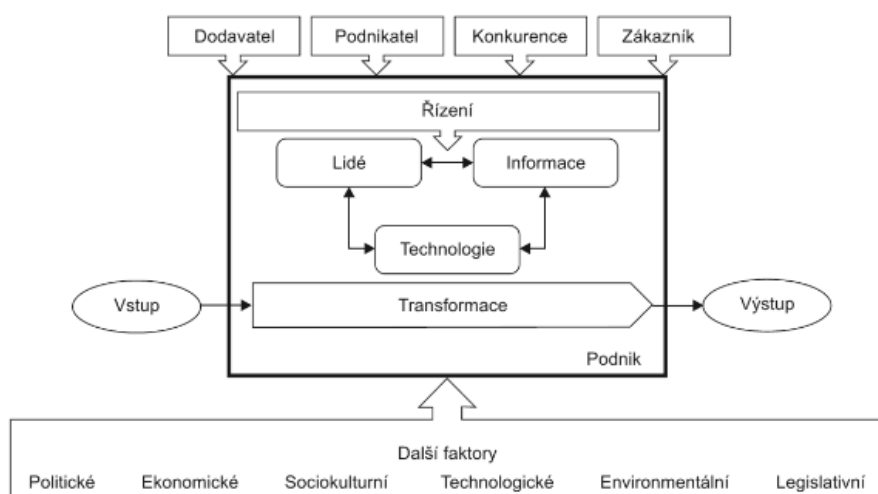 Dodavatel Podnikatel Konkurence Zákazník
Řízení
Lidé Informace
Technologie
Vstup Transformace Výstup
Podnik
Další faktory
Politické Ekonomické Sociokulturní Technologické Environmentální Legislativní